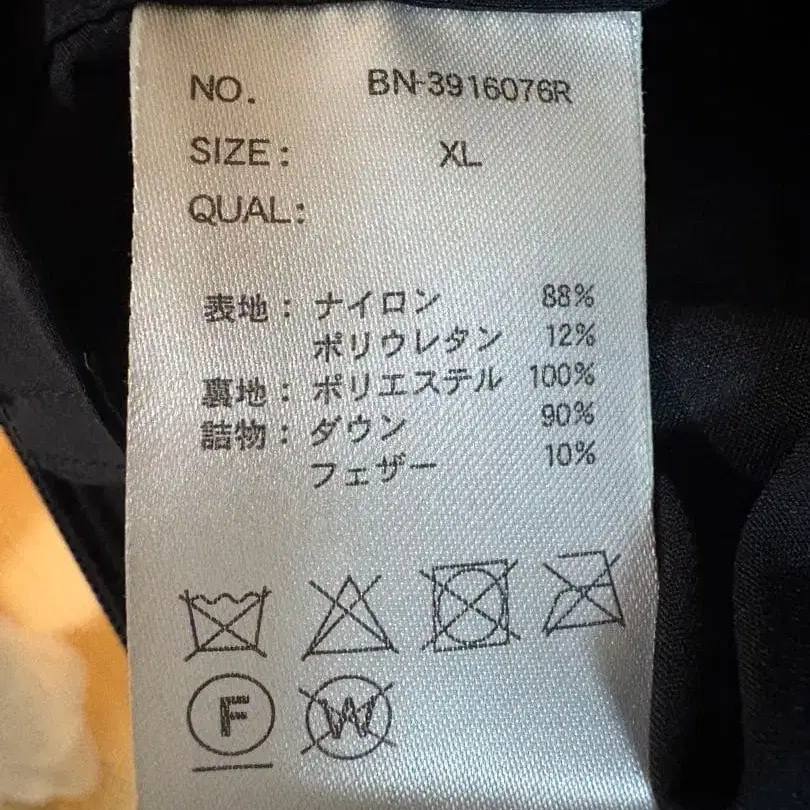 NO. BN-3916076R
SIZE: XL
QUAL:
表地: ナイロン 88%
ポリウレタン 12%
裏地: ポリエステル 100%
詰物: ダウン 90%
フェザー 10%
F W